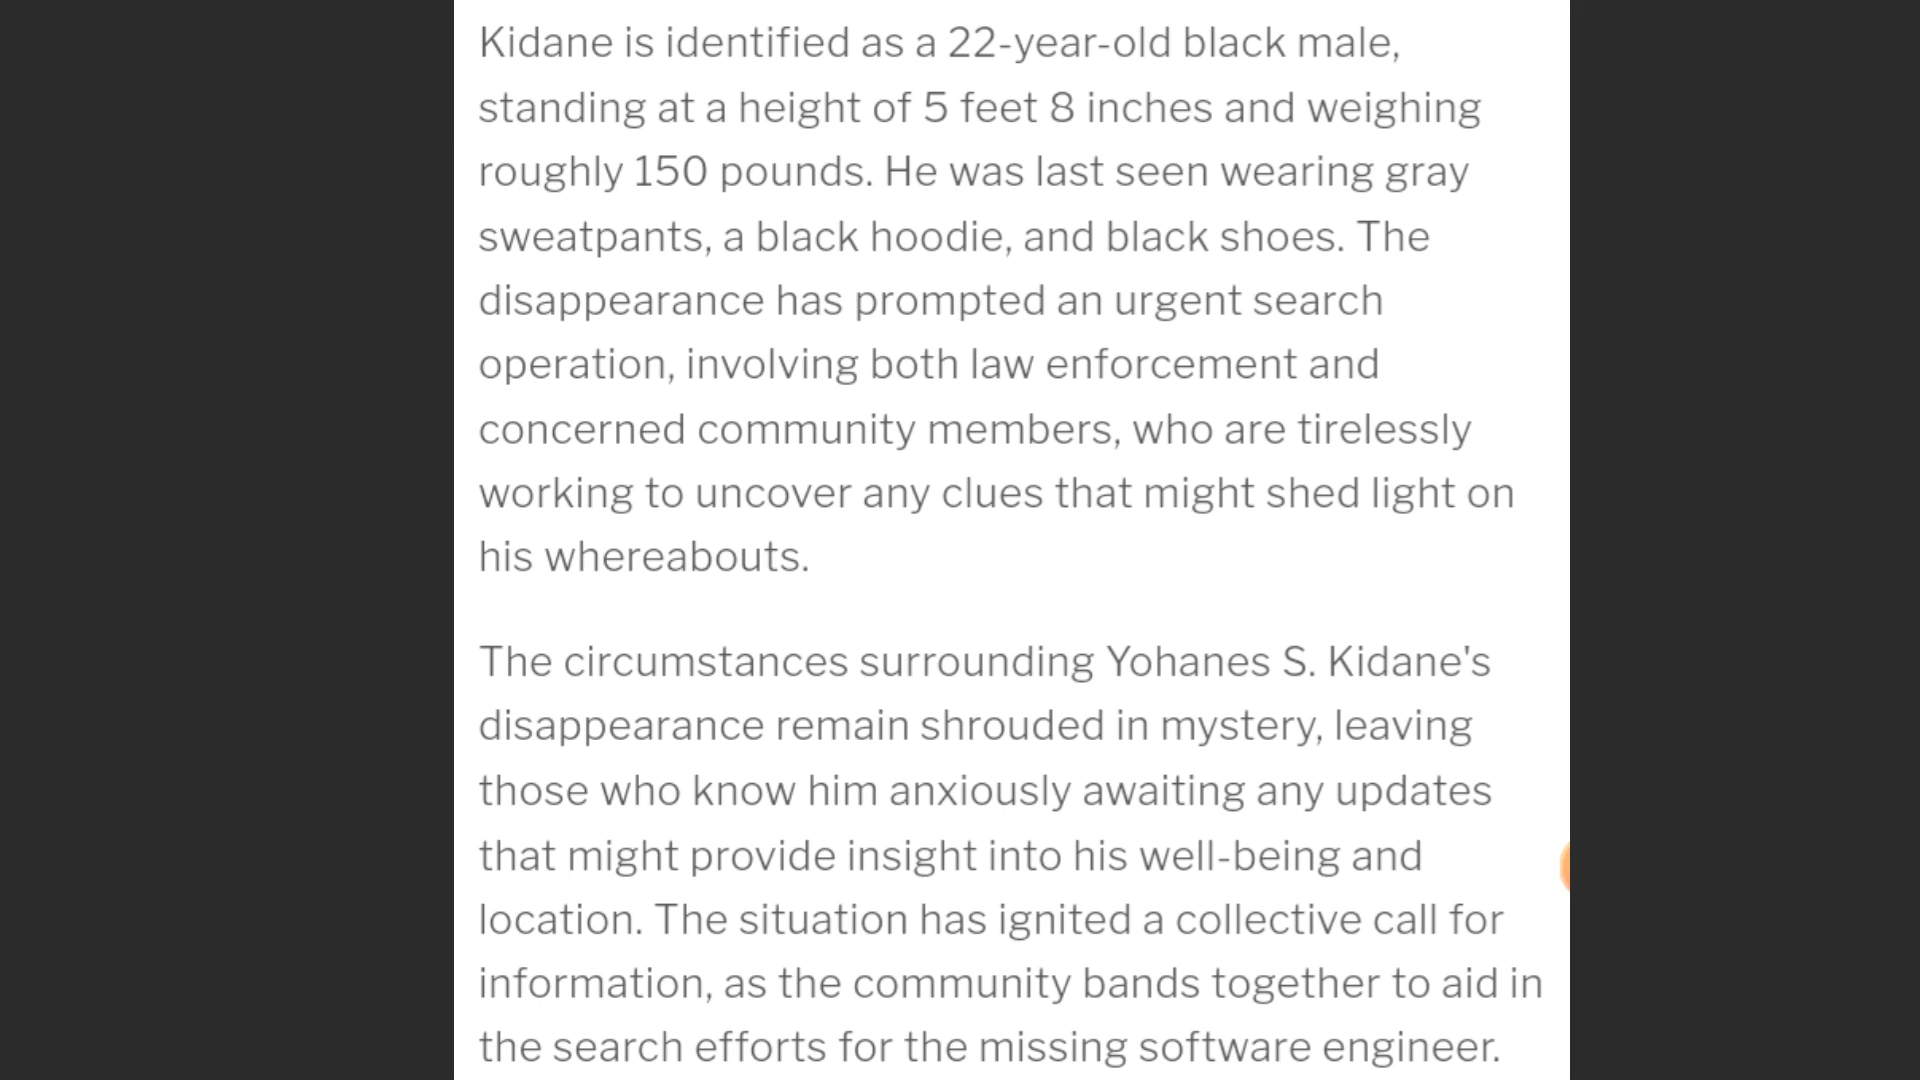 Kidane is identified as a 22-year-old black male,
standing at a height of 5 feet 8 inches and weighing
roughly 150 pounds. He was last seen wearing gray
sweatpants, a black hoodie, and black shoes. The
disappearance has prompted an urgent search
operation, involving both law enforcement and
concerned community members, who are tirelessly
working to uncover any clues that might shed light on
his whereabouts.
The circumstances surrounding Yohanes S. Kidane's
disappearance remain shrouded in mystery, leaving
those who know him anxiously awaiting any updates
that might provide insight into his well-being and
location. The situation has ignited a collective call for
information, as the community bands together to aid in
the search efforts for the missing software engineer.